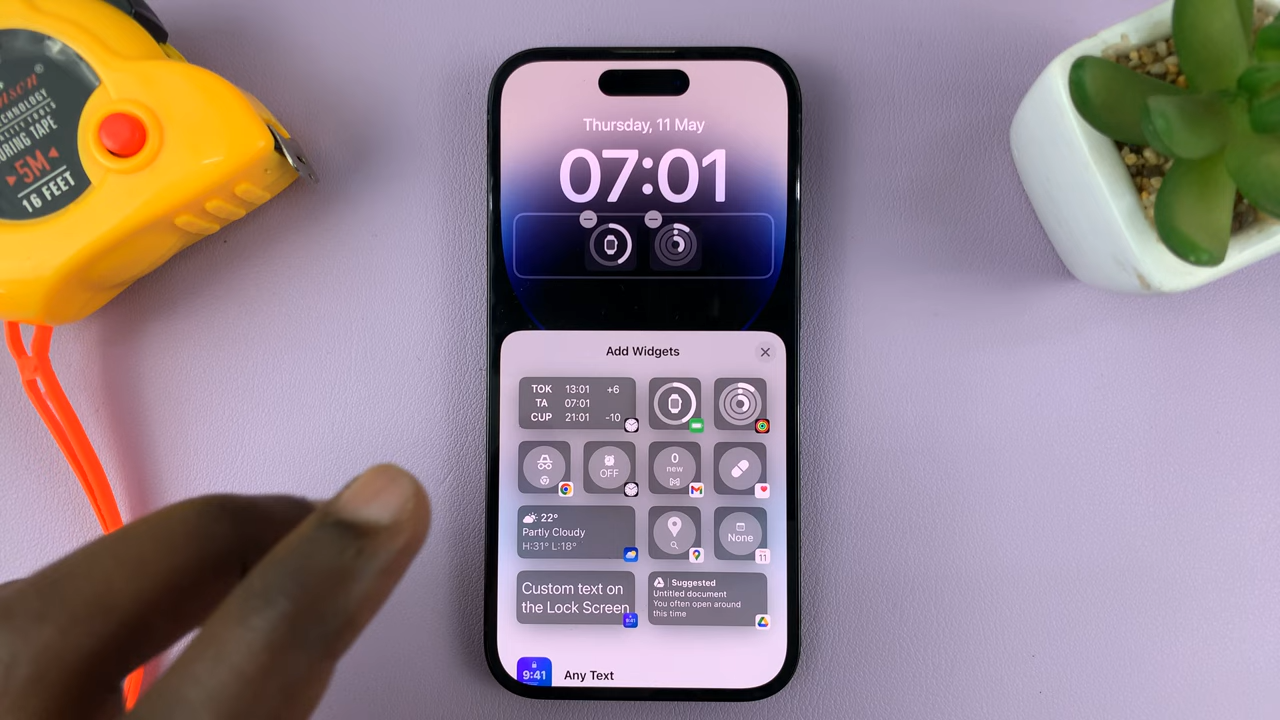 5M
16 FEET
URING TAPE
Thursday, 11 May
07:01
Add Widgets
TOK 13:01 +6
TA 07:01
CUP 21:01 -10
OFF
0
new
22°
Partly Cloudy
H:31° L:18°
None
11
Custom text on
the Lock Screen
Suggested
Untitled document
You often open around
this time
9:41
Any Text